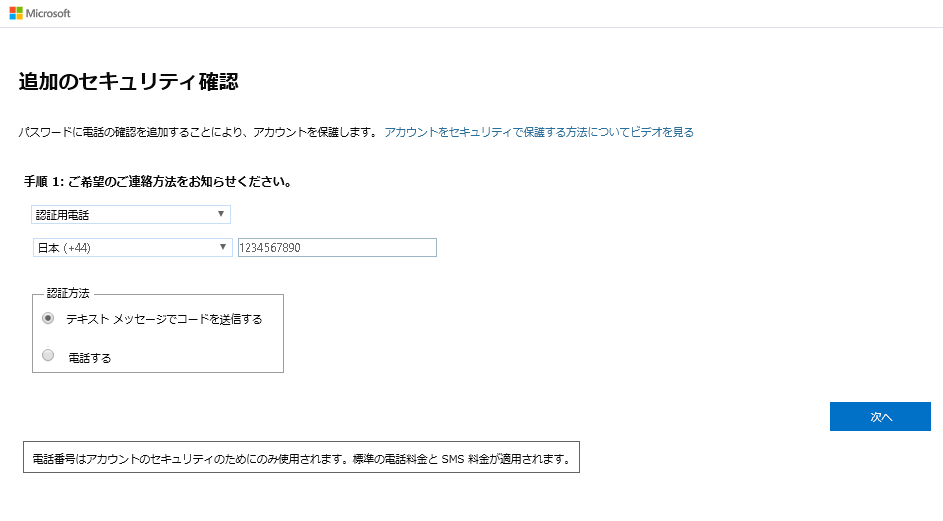 Microsoft
追加のセキュリティ確認
パスワードに電話の確認を追加することにより、アカウントを保護します。 アカウントをセキュリティで保護する方法についてビデオを見る
手順 1: ご希望のご連絡方法をお知らせください。
認証用電話
日本 (+44) 1234567890
認証方法
テキスト メッセージでコードを送信する
電話する
次へ
電話番号はアカウントのセキュリティのためにのみ使用されます。標準の電話料金と SMS 料金が適用されます。